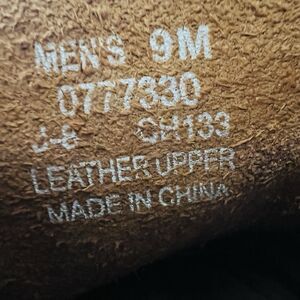 MEN'S 9M
0777330
J-6 CH133
LEATHER UPPER
MADE IN CHINA